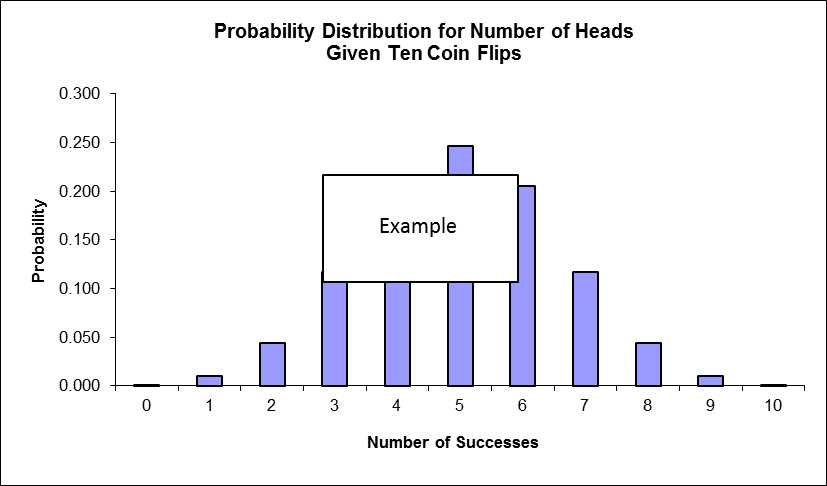 Probability Distribution for Number of Heads
Given Ten Coin Flips
Probability
0.300
0.250
0.200
0.150
0.100
0.050
0.000
Example
0 1 2 3 4 5 6 7 8 9 10
Number of Successes